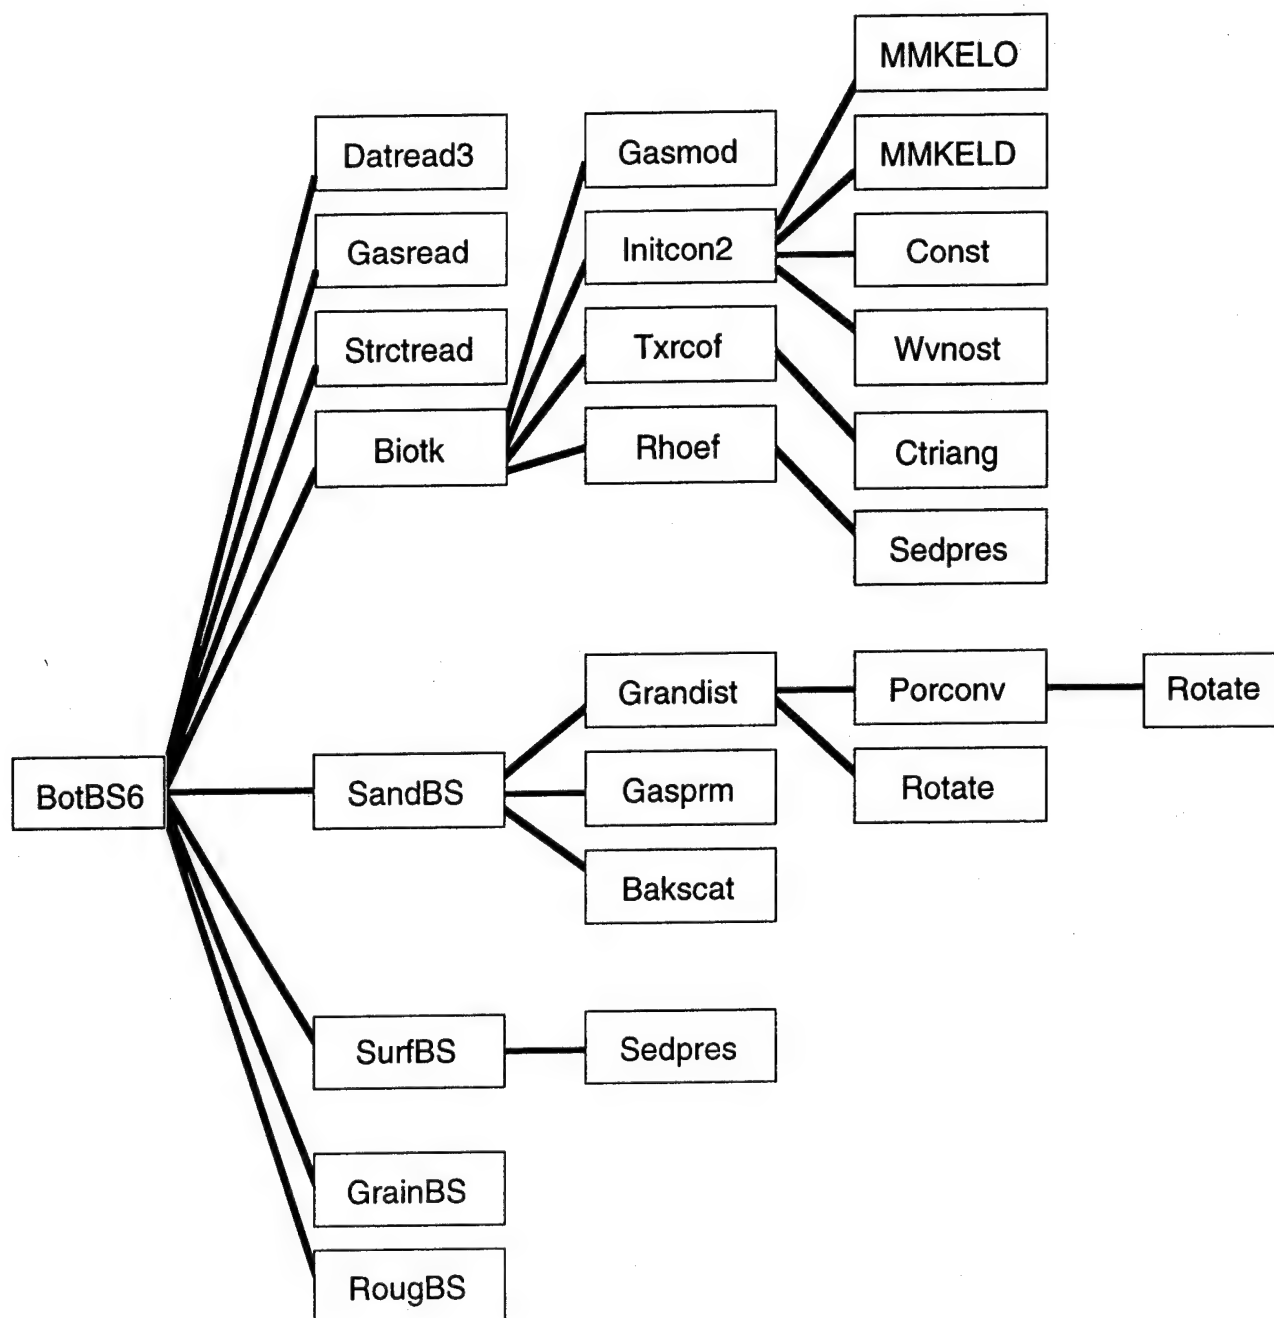 MMKELO
Datread3
Gasmod
MMKELD
Gasread
Initcon2
Const
Strctread
Txrcof
Wvnost
Biotk
Rhoef
Ctriang
Sedpres
Grandist
Porconv
Rotate
BotBS6
SandBS
Gasprm
Rotate
Bakscat
SurfBS
Sedpres
GrainBS
RougBS